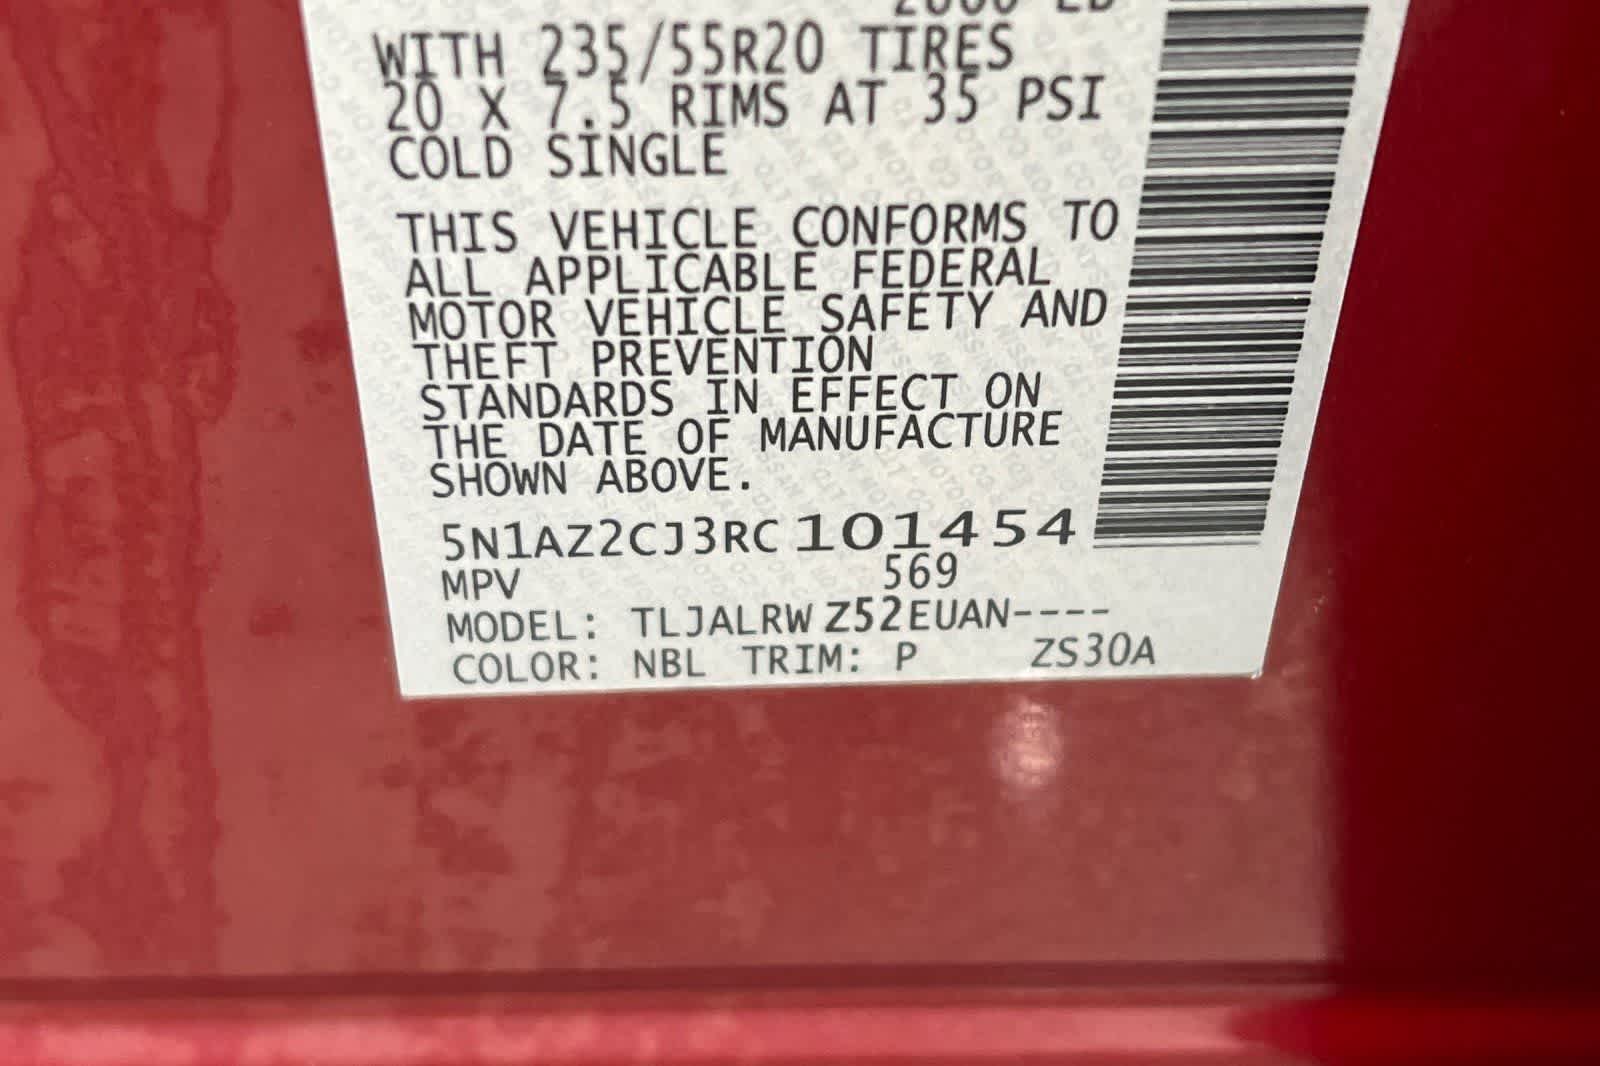 WITH 235/55R20 TIRES
20 X 7.5 RIMS AT 35 PSI
COLD SINGLE
THIS VEHICLE CONFORMS TO
ALL APPLICABLE FEDERAL
MOTOR VEHICLE SAFETY AND
THEFT PREVENTION
STANDARDS IN EFFECT ON
THE DATE OF MANUFACTURE
SHOWN ABOVE.
5N1AZ2CJ3RC101454
MPV 569
MODEL: TLJALRWZ52EUAN----
COLOR: NBL TRIM: P ZS30A